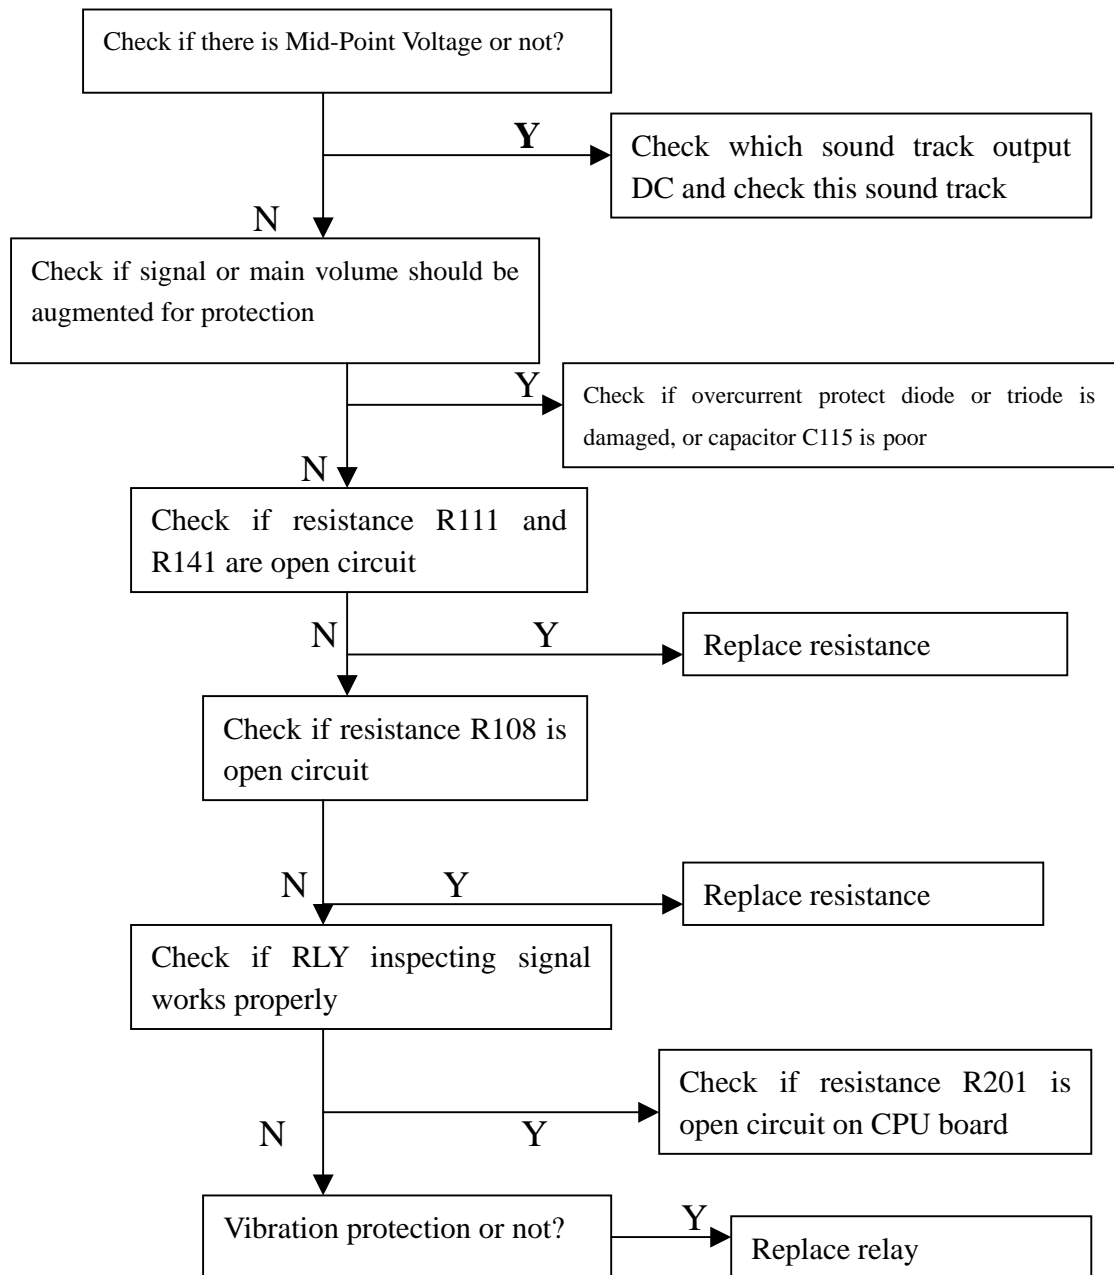 Check if there is Mid-Point Voltage or not?
Y
Check which sound track output
DC and check this sound track
N
Check if signal or main volume should be
augmented for protection
Y
Check if overcurrent protect diode or triode is
damaged, or capacitor C115 is poor
N
Check if resistance R111 and
R141 are open circuit
N
Y
Replace resistance
Check if resistance R108 is
open circuit
N
Y
Replace resistance
Check if RLY inspecting signal
works properly
Check if resistance R201 is
open circuit on CPU board
N
Y
Vibration protection or not?
Y
Replace relay